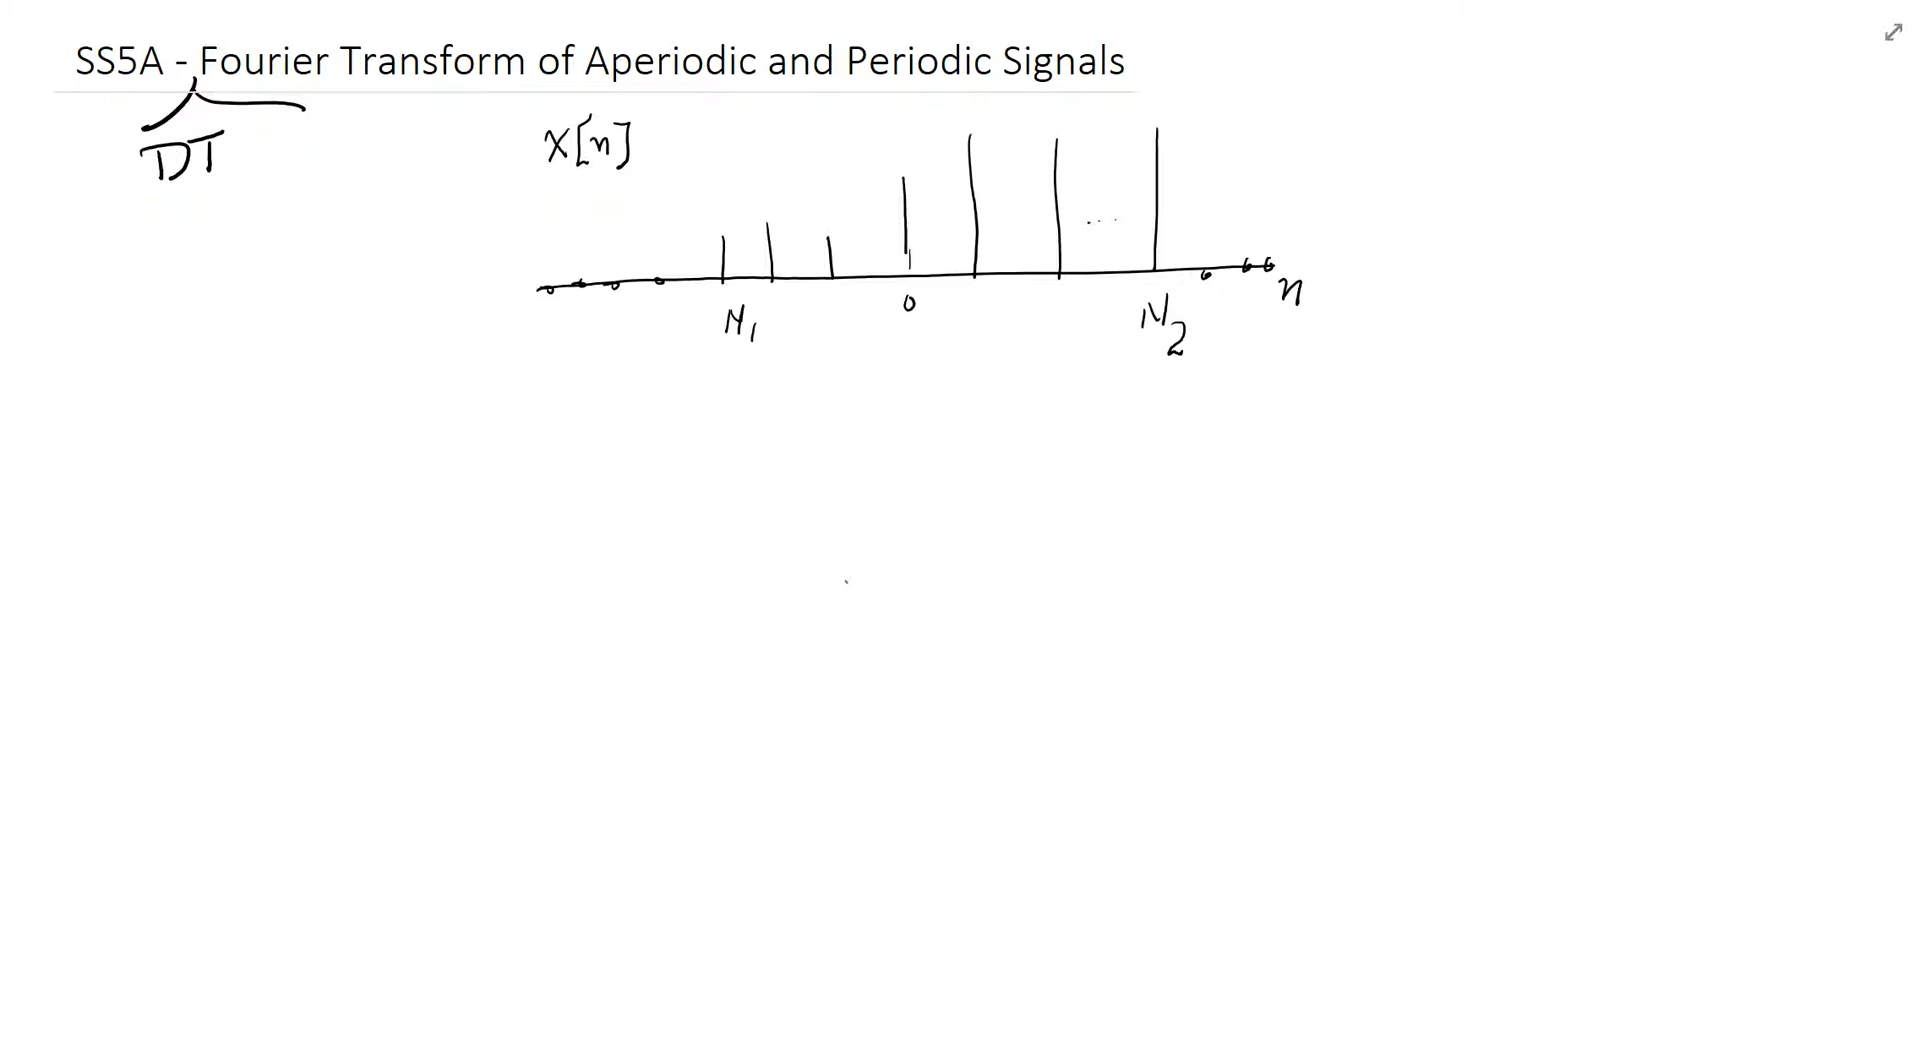 SS5A - Fourier Transform of Aperiodic and Periodic Signals
DT
x[n]
...
0
n
N1
N2